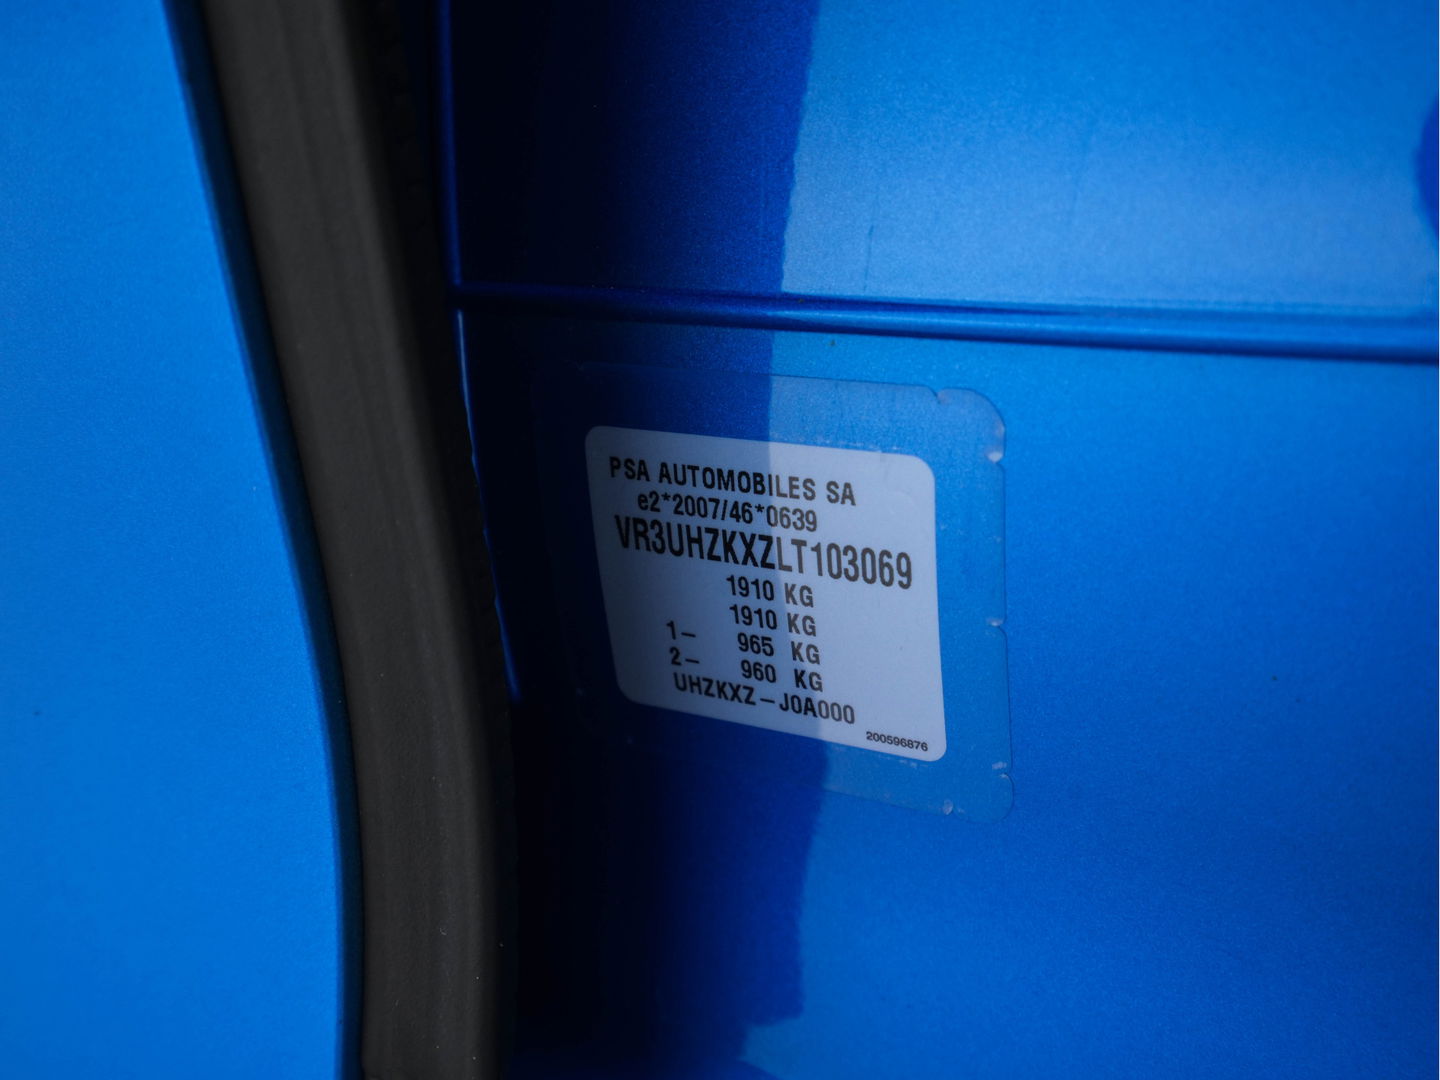 PSA AUTOMOBILES SA
e2*2007/46*0639
VR3UHZKXZLT103069
1910 KG
1910 KG
1– 965 KG
2– 960 KG
UHZKXZ–J0A000
200596876